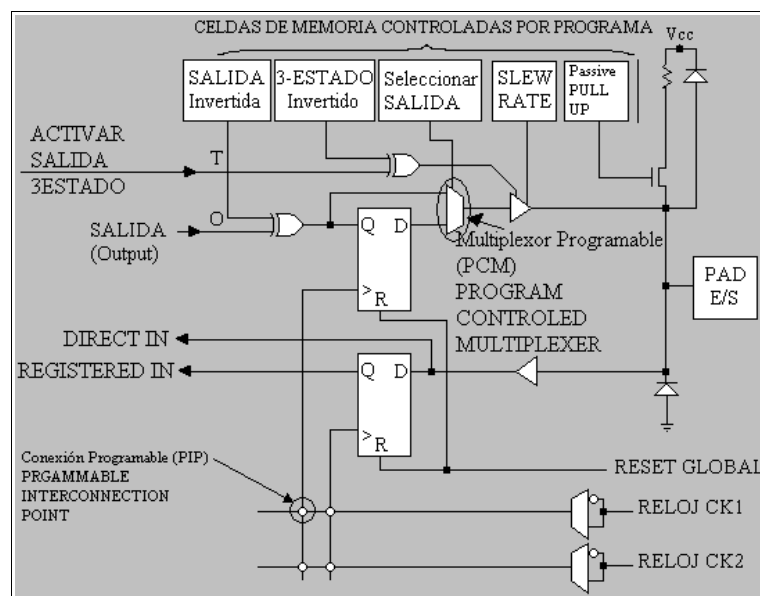 CELDAS DE MEMORIA CONTROLADAS POR PROGRAMA
Vcc
SALIDA
Invertida
3-ESTADO
Invertido
Seleccionar
SALIDA
SLEW
RATE
Passive
PULL
UP
ACTIVAR
SALIDA
3ESTADO
T
SALIDA
(Output)
O
Q D
>
R
Multiplexor Programable
(PCM)
PROGRAM
CONTROLED
MULTIPLEXER
PAD
E/S
DIRECT IN
REGISTERED IN
Q D
>
R
Conexión Programable (PIP)
PRGAMMABLE
INTERCONNECTION
POINT
RESET GLOBAL
RELOJ CK1
RELOJ CK2